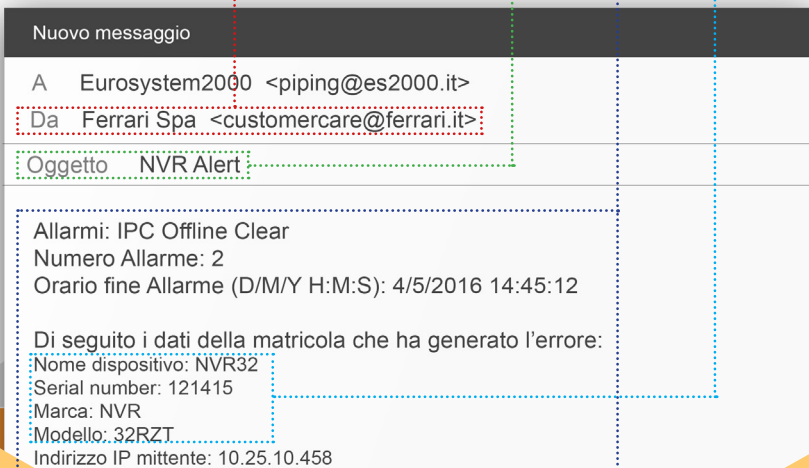 Nuovo messaggio
A Eurosystem2000 <piping@es2000.it>
Da Ferrari Spa <customercare@ferrari.it>
Oggetto NVR Alert
Allarmi: IPC Offline Clear
Numero Allarme: 2
Orario fine Allarme (D/M/Y H:M:S): 4/5/2016 14:45:12
Di seguito i dati della matricola che ha generato l'errore:
Nome dispositivo: NVR32
Serial number: 121415
Marca: NVR
Modello: 32RZT
Indirizzo IP mittente: 10.25.10.458